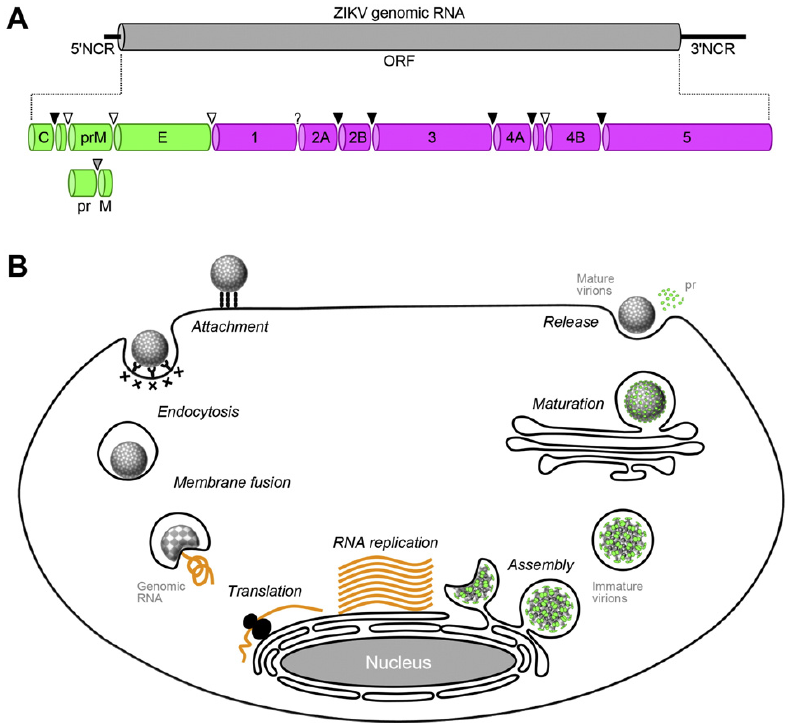 A
ZIKV genomic RNA
5'NCR
3'NCR
ORF
?
C
prM
E
1
2A
2B
3
4A
4B
5
pr
M
B
Mature
virions
pr
Attachment
Release
Endocytosis
Maturation
Membrane fusion
RNA replication
Genomic
RNA
Translation
Assembly
Immature
virions
Nucleus